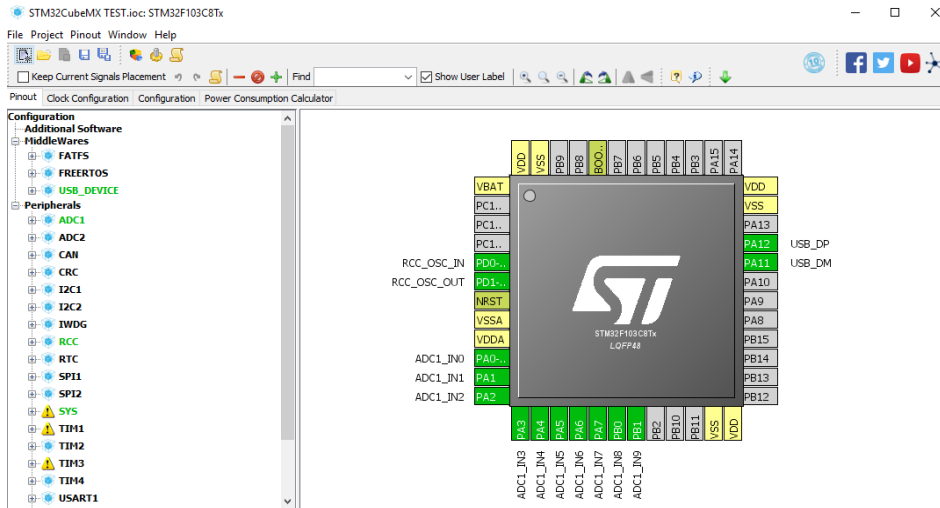 STM32CubeMX TEST.ioc: STM32F103C8Tx
File Project Pinout Window Help
Keep Current Signals Placement Find Show User Label
Pinout Clock Configuration Configuration Power Consumption Calculator
Configuration
Additional Software
MiddleWares
FATFS
FREERTOS
USB_DEVICE
Peripherals
ADC1
ADC2
CAN
CRC
I2C1
I2C2
IWDG
RCC
RTC
SPI1
SPI2
SYS
TIM1
TIM2
TIM3
TIM4
USART1
VDD VSS PB9 PB8 BOO.. PB7 PB6 PB5 PB4 PB3 PA15 PA14
VBAT
PC1..
PC1..
PC1..
RCC_OSC_IN PD0-..
RCC_OSC_OUT PD1-..
NRST
VSSA
VDDA
ADC1_IN0 PA0-..
ADC1_IN1 PA1
ADC1_IN2 PA2
STM32F103C8Tx
LQFP48
VDD
VSS
PA13
PA12 USB_DP
PA11 USB_DM
PA10
PA9
PA8
PB15
PB14
PB13
PB12
PA3 PA4 PA5 PA6 PA7 PB0 PB1 PB2 PB10 PB11 VSS VDD
ADC1_IN3 ADC1_IN4 ADC1_IN5 ADC1_IN6 ADC1_IN7 ADC1_IN8 ADC1_IN9